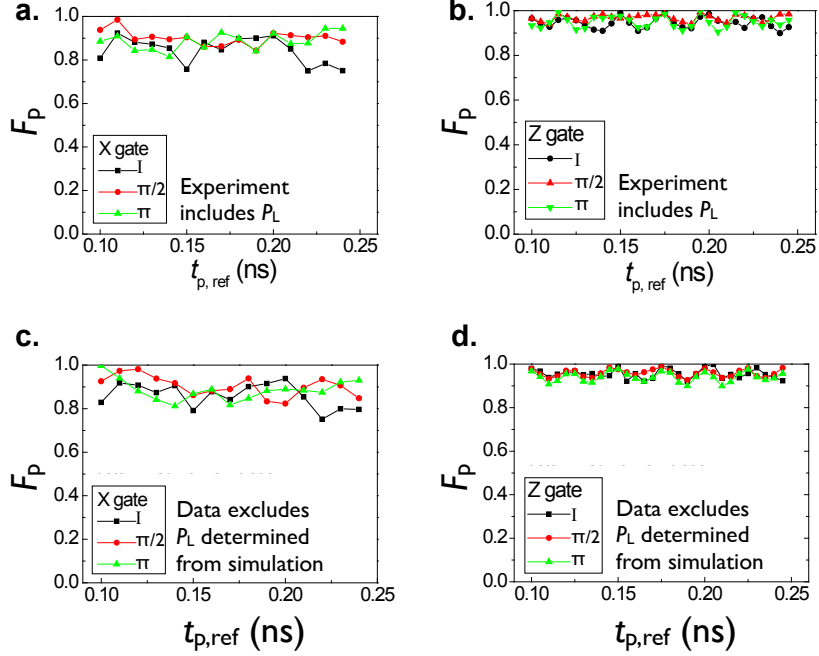 a.
1.0
0.8
0.6
0.4
0.2
0.0
F_p
X gate
I
π/2
π
Experiment
includes P_L
0.10 0.15 0.20 0.25
t_p, ref (ns)
b.
1.0
0.8
0.6
0.4
0.2
0.0
F_p
Z gate
I
π/2
π
Experiment
includes P_L
0.10 0.15 0.20 0.25
t_p, ref (ns)
c.
1.0
0.8
0.6
0.4
0.2
0.0
F_p
X gate
I
π/2
π
Data excludes
P_L determined
from simulation
0.10 0.15 0.20 0.25
t_p,ref (ns)
d.
1.0
0.8
0.6
0.4
0.2
0.0
F_p
Z gate
I
π/2
π
Data excludes
P_L determined
from simulation
0.10 0.15 0.20 0.25
t_p,ref (ns)